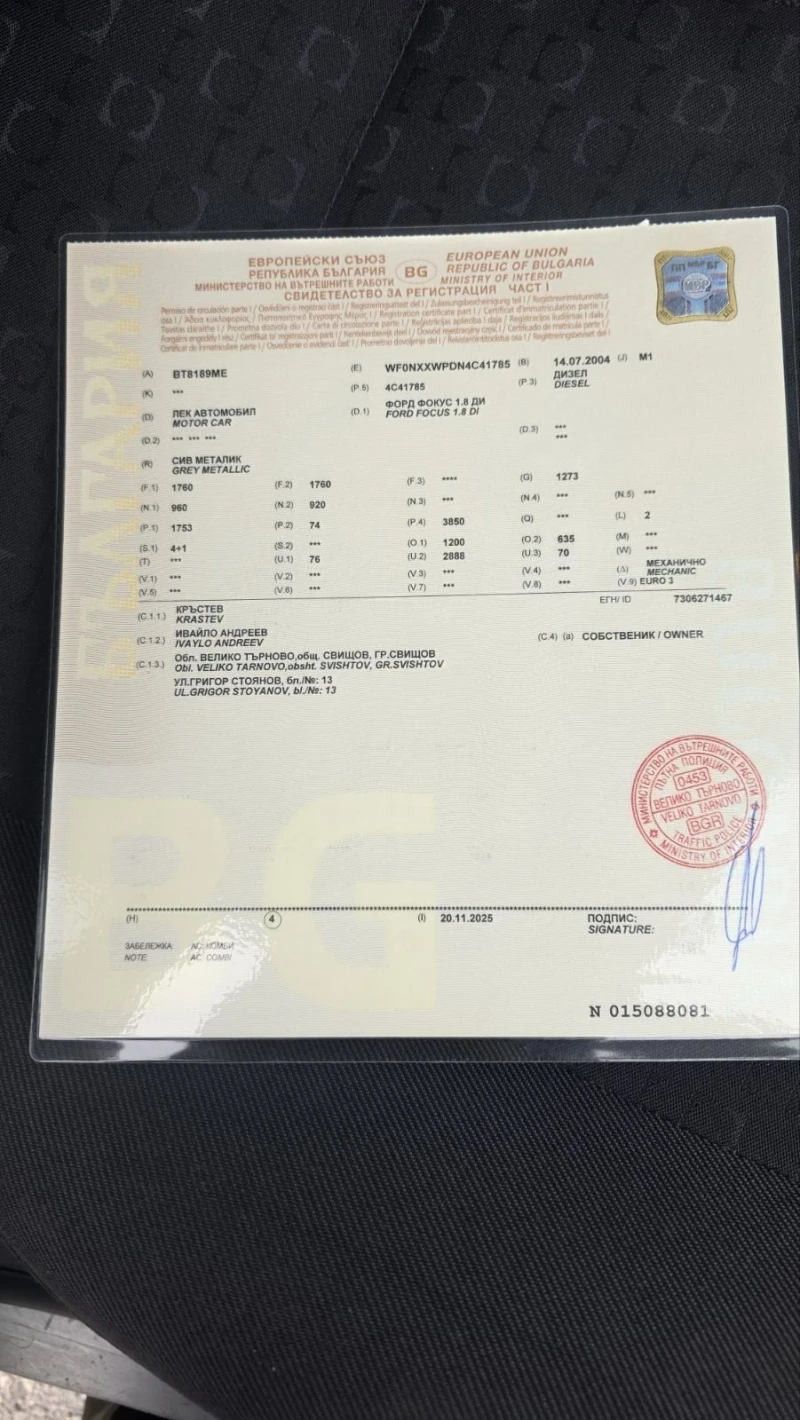 ЕВРОПЕЙСКИ СЪЮЗ
РЕПУБЛИКА БЪЛГАРИЯ
МИНИСТЕРСТВО НА ВЪТРЕШНИТЕ РАБОТИ
BG
EUROPEAN UNION
REPUBLIC OF BULGARIA
MINISTRY OF INTERIOR
СВИДЕТЕЛСТВО ЗА РЕГИСТРАЦИЯ ЧАСТ I
ПП МВР БГ
МВР
БЪЛГАРИЯ
(A) BT8189ME (E) WF0NXXWPDN4C41785 (B) 14.07.2004 (J) M1
(K) *** (P.5) 4C41785 (P 3) ДИЗЕЛ
DIESEL
(D) ЛЕК АВТОМОБИЛ (D.1) ФОРД ФОКУС 1.8 ДИ
MOTOR CAR FORD FOCUS 1.8 DI
(D.2) *** *** *** (D.3) ***
***
(R) СИВ МЕТАЛИК
GREY METALLIC
(F.1) 1760 (F.2) 1760 (F.3) **** (G) 1273
(N.1) 960 (N.2) 920 (N.3) *** (N.4) *** (N.5) ***
(P.1) 1753 (P.2) 74 (P.4) 3850 (Q) *** (L) 2
(S.1) 4+1 (S.2) *** (O.1) 1200 (O.2) 635 (M) ***
(T) *** (U.1) 76 (U.2) 2888 (U.3) 70 (W) ***
(V.1) *** (V.2) *** (V.3) *** (V.4) *** (Δ) МЕХАНИЧНО
MECHANIC
(V.5) *** (V.6) *** (V.7) *** (V.8) *** (V.9) EURO 3
ЕГН/ ID 7306271467
(C.1.1.) КРЪСТЕВ
KRASTEV
(C.1.2.) ИВАЙЛО АНДРЕЕВ
IVAYLO ANDREEV
(C.4) (a) СОБСТВЕНИК / OWNER
(C.1.3.) Обл. ВЕЛИКО ТЪРНОВО,общ. СВИЩОВ, ГР.СВИЩОВ
Obl. VELIKO TARNOVO,obsht. SVISHTOV, GR.SVISHTOV
УЛ.ГРИГОР СТОЯНОВ, бл./№: 13
UL.GRIGOR STOYANOV, bl./№: 13
BG
МИНИСТЕРСТВО НА ВЪТРЕШНИТЕ РАБОТИ
ПЪТНА ПОЛИЦИЯ
0453
ВЕЛИКО ТЪРНОВО
VELIKO TARNOVO
BGR
TRAFFIC POLICE
MINISTRY OF INTERIOR
(H) 4 (I) 20.11.2025 ПОДПИС:
SIGNATURE:
ЗАБЕЛЕЖКА: АС: КОМБИ
NOTE: AC: COMBI
N 015088081